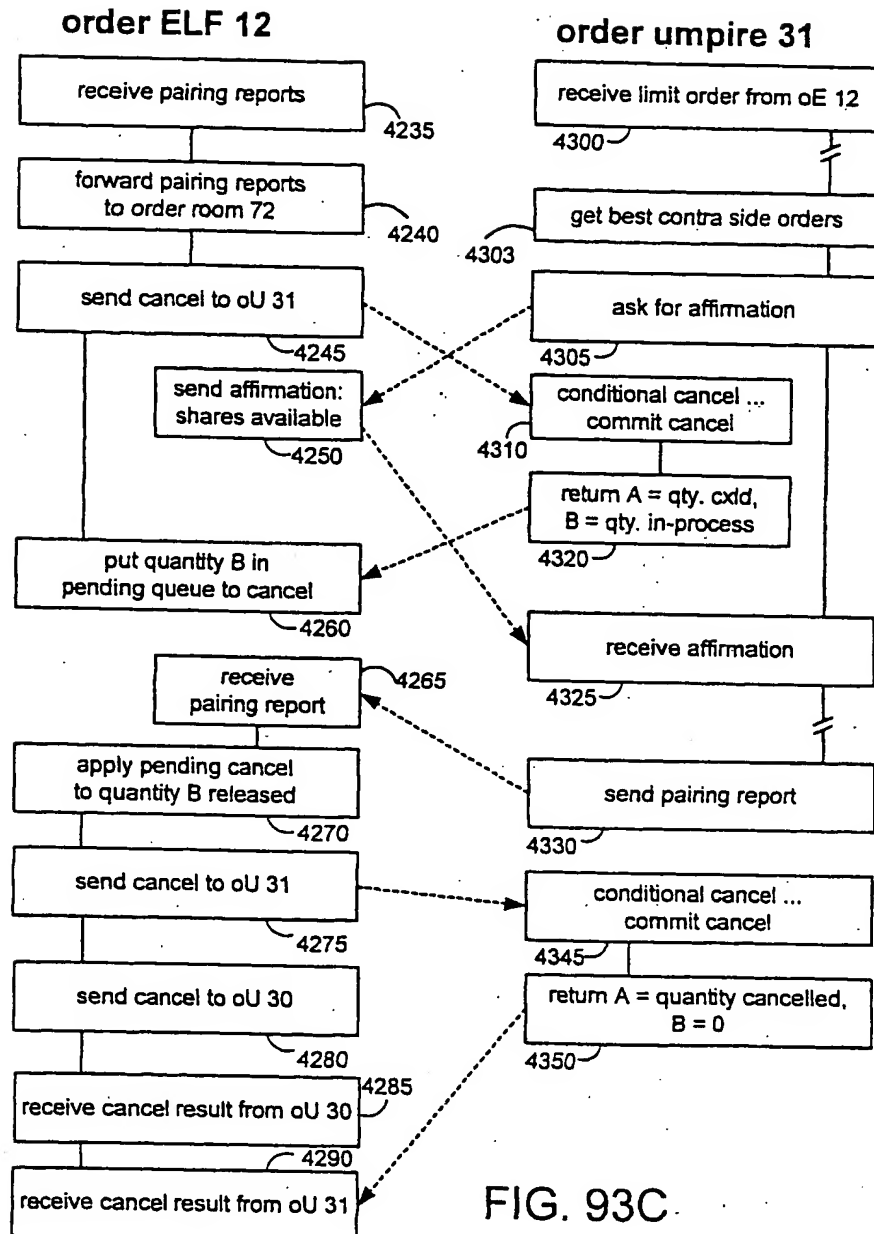 order ELF 12
receive pairing reports
4235
forward pairing reports
to order room 72
4240
send cancel to oU 31
4245
send affirmation:
shares available
4250
put quantity B in
pending queue to cancel
4260
receive
pairing report
4265
apply pending cancel
to quantity B released
4270
send cancel to oU 31
4275
send cancel to oU 30
4280
4285
receive cancel result from oU 30
4290
receive cancel result from oU 31
order umpire 31
receive limit order from oE 12
4300
get best contra side orders
4303
ask for affirmation
4305
conditional cancel ...
commit cancel
4310
return A = qty. cxld,
B = qty. in-process
4320
receive affirmation
4325
send pairing report
4330
conditional cancel ...
commit cancel
4345
return A = quantity cancelled,
B = 0
4350
FIG. 93C